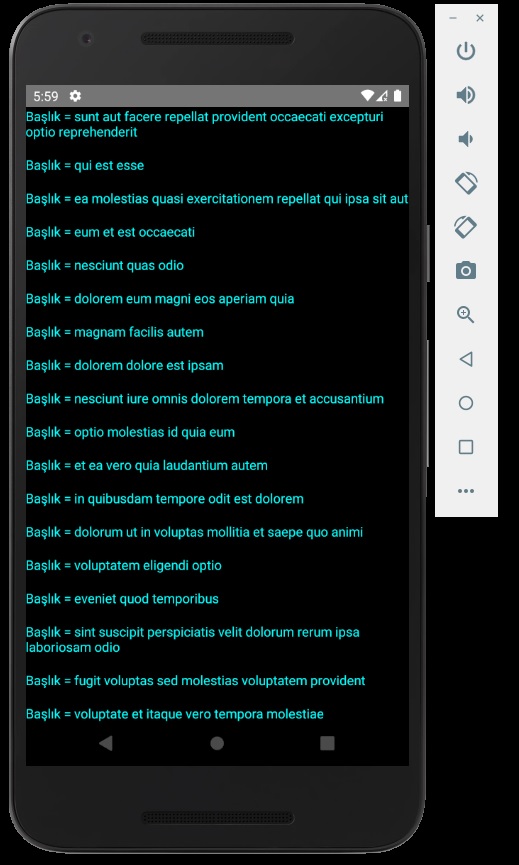 5:59
Başlık = sunt aut facere repellat provident occaecati excepturi
optio reprehenderit
Başlık = qui est esse
Başlık = ea molestias quasi exercitationem repellat qui ipsa sit aut
Başlık = eum et est occaecati
Başlık = nesciunt quas odio
Başlık = dolorem eum magni eos aperiam quia
Başlık = magnam facilis autem
Başlık = dolorem dolore est ipsam
Başlık = nesciunt iure omnis dolorem tempora et accusantium
Başlık = optio molestias id quia eum
Başlık = et ea vero quia laudantium autem
Başlık = in quibusdam tempore odit est dolorem
Başlık = dolorum ut in voluptas mollitia et saepe quo animi
Başlık = voluptatem eligendi optio
Başlık = eveniet quod temporibus
Başlık = sint suscipit perspiciatis velit dolorum rerum ipsa
laboriosam odio
Başlık = fugit voluptas sed molestias voluptatem provident
Başlık = voluptate et itaque vero tempora molestiae